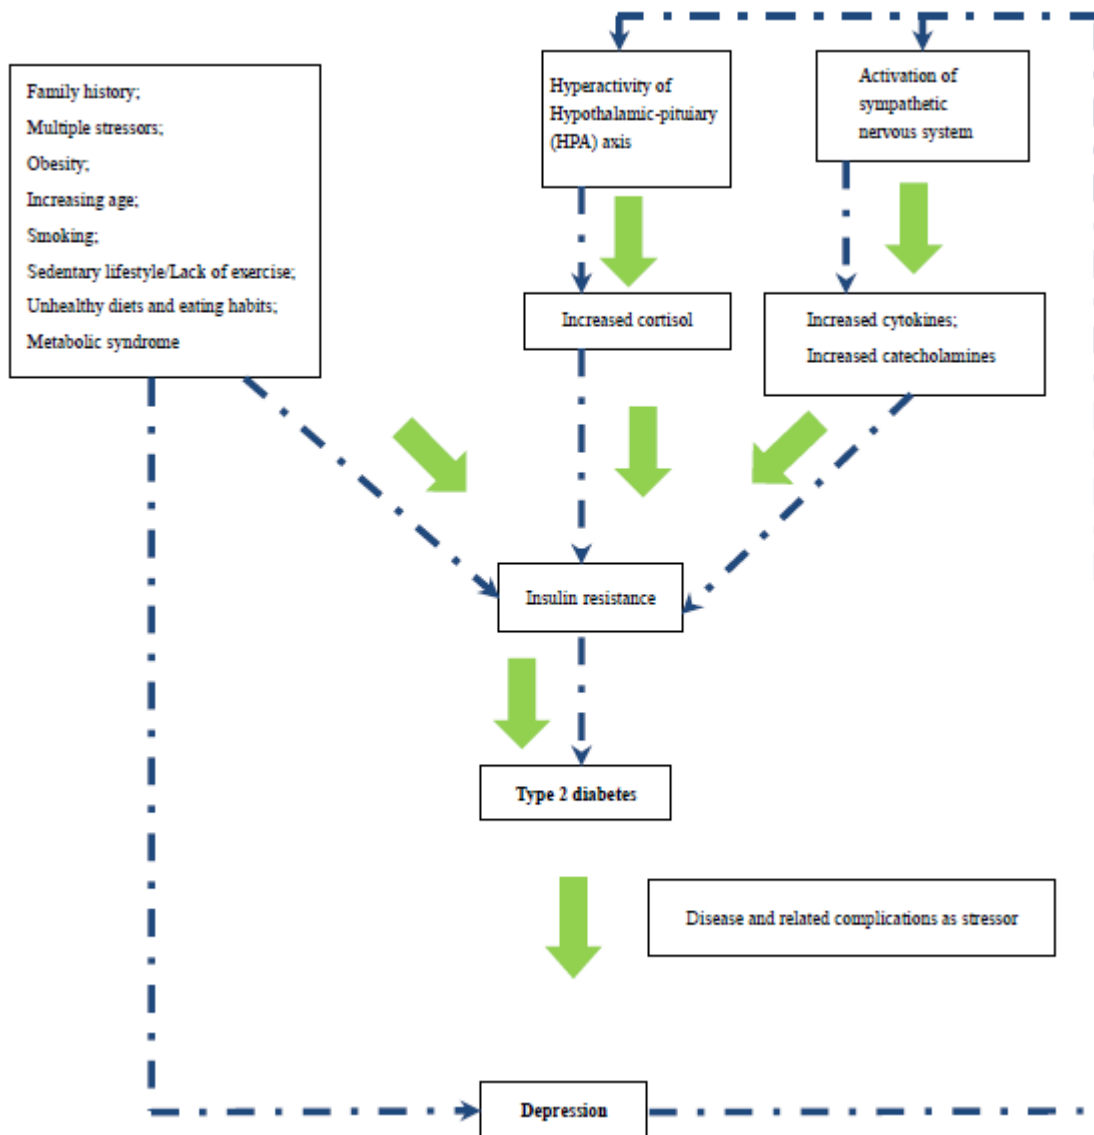 Family history;
Multiple stressors;
Obesity;
Increasing age;
Smoking;
Sedentary lifestyle/Lack of exercise;
Unhealthy diets and eating habits;
Metabolic syndrome
Hyperactivity of
Hypothalamic-pituiary
(HPA) axis
Activation of
sympathetic
nervous system
Increased cortisol
Increased cytokines;
Increased catecholamines
Insulin resistance
Type 2 diabetes
Disease and related complications as stressor
Depression